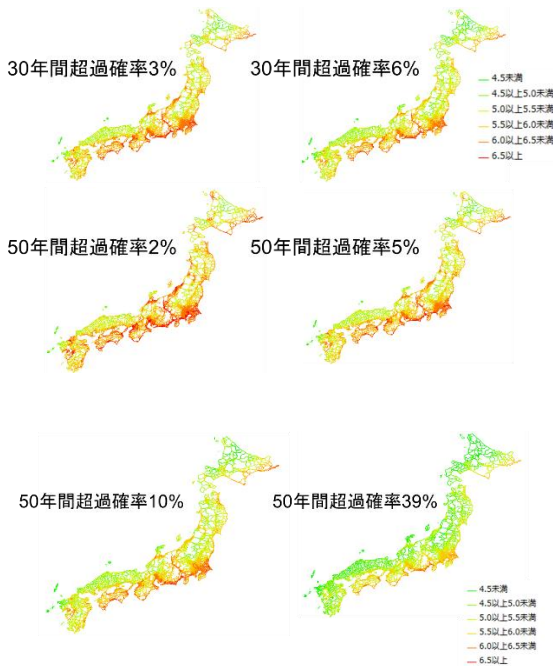 30年間超過確率3%
30年間超過確率6%
4.5未満
4.5以上5.0未満
5.0以上5.5未満
5.5以上6.0未満
6.0以上6.5未満
6.5以上
50年間超過確率2%
50年間超過確率5%
50年間超過確率10%
50年間超過確率39%
4.5未満
4.5以上5.0未満
5.0以上5.5未満
5.5以上6.0未満
6.0以上6.5未満
6.5以上